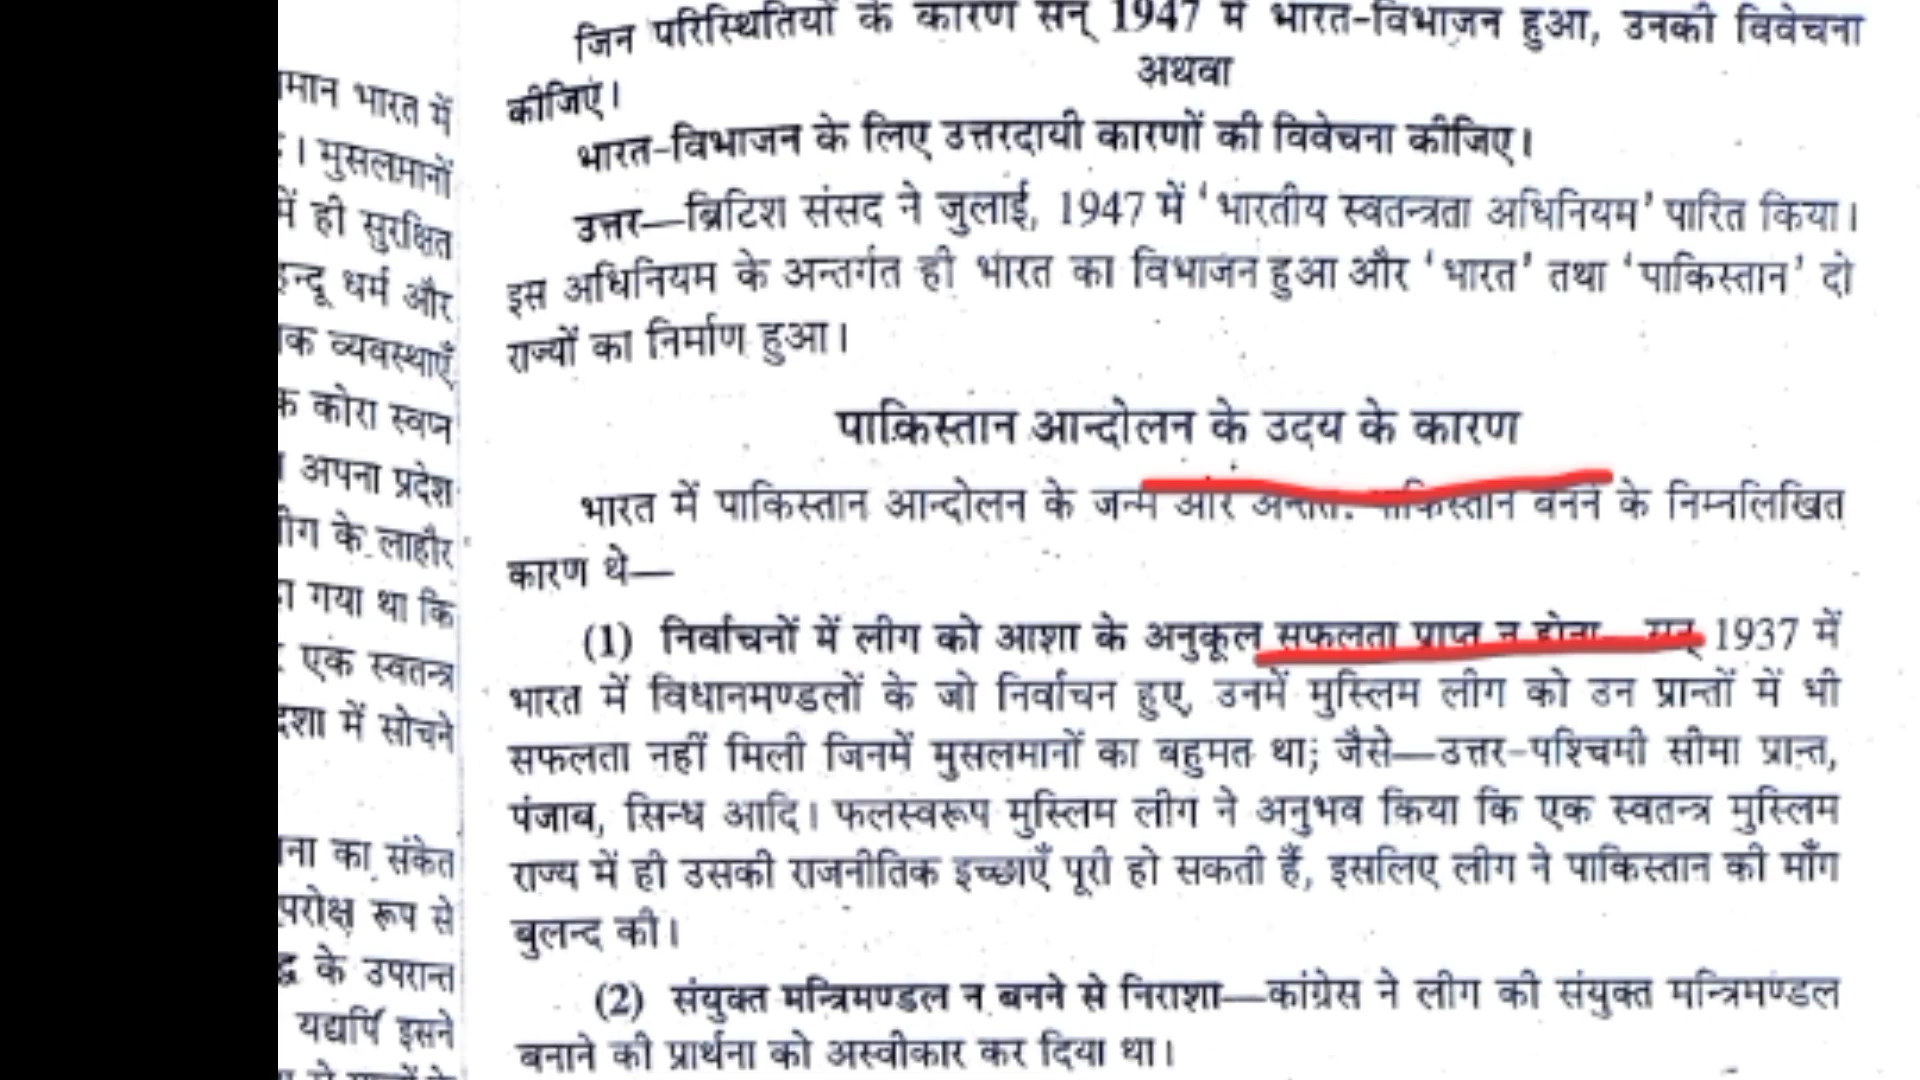 मान भारत में
। मुसलमानों
में ही सुरक्षित
हन्दू धर्म और
क व्यवस्थाएँ
क कोरा स्वप्न
अपना प्रदेश
ीग के लाहौर
गया था कि
एक स्वतन्त्र
दशा में सोचने
ना का संकेत
परोक्ष रूप से
द्ध के उपरान्त
यद्यपि इसने
जिन परिस्थितियों के कारण सन् 1947 में भारत-विभाजन हुआ, उनकी विवेचना
कीजिए।
अथवा
भारत-विभाजन के लिए उत्तरदायी कारणों की विवेचना कीजिए।
उत्तर—ब्रिटिश संसद ने जुलाई, 1947 में 'भारतीय स्वतन्त्रता अधिनियम' पारित किया।
इस अधिनियम के अन्तर्गत ही भारत का विभाजन हुआ और 'भारत' तथा 'पाकिस्तान' दो
राज्यों का निर्माण हुआ।
पाकिस्तान आन्दोलन के उदय के कारण
भारत में पाकिस्तान आन्दोलन के जन्म और अन्ततः पाकिस्तान बनने के निम्नलिखित
कारण थे—
(1) निर्वाचनों में लीग को आशा के अनुकूल सफलता प्राप्त न होना—सन् 1937 में
भारत में विधानमण्डलों के जो निर्वाचन हुए, उनमें मुस्लिम लीग को उन प्रान्तों में भी
सफलता नहीं मिली जिनमें मुसलमानों का बहुमत था; जैसे—उत्तर-पश्चिमी सीमा प्रान्त,
पंजाब, सिन्ध आदि। फलस्वरूप मुस्लिम लीग ने अनुभव किया कि एक स्वतन्त्र मुस्लिम
राज्य में ही उसकी राजनीतिक इच्छाएँ पूरी हो सकती हैं, इसलिए लीग ने पाकिस्तान की माँग
बुलन्द की।
(2) संयुक्त मन्त्रिमण्डल न बनने से निराशा—कांग्रेस ने लीग की संयुक्त मन्त्रिमण्डल
बनाने की प्रार्थना को अस्वीकार कर दिया था।